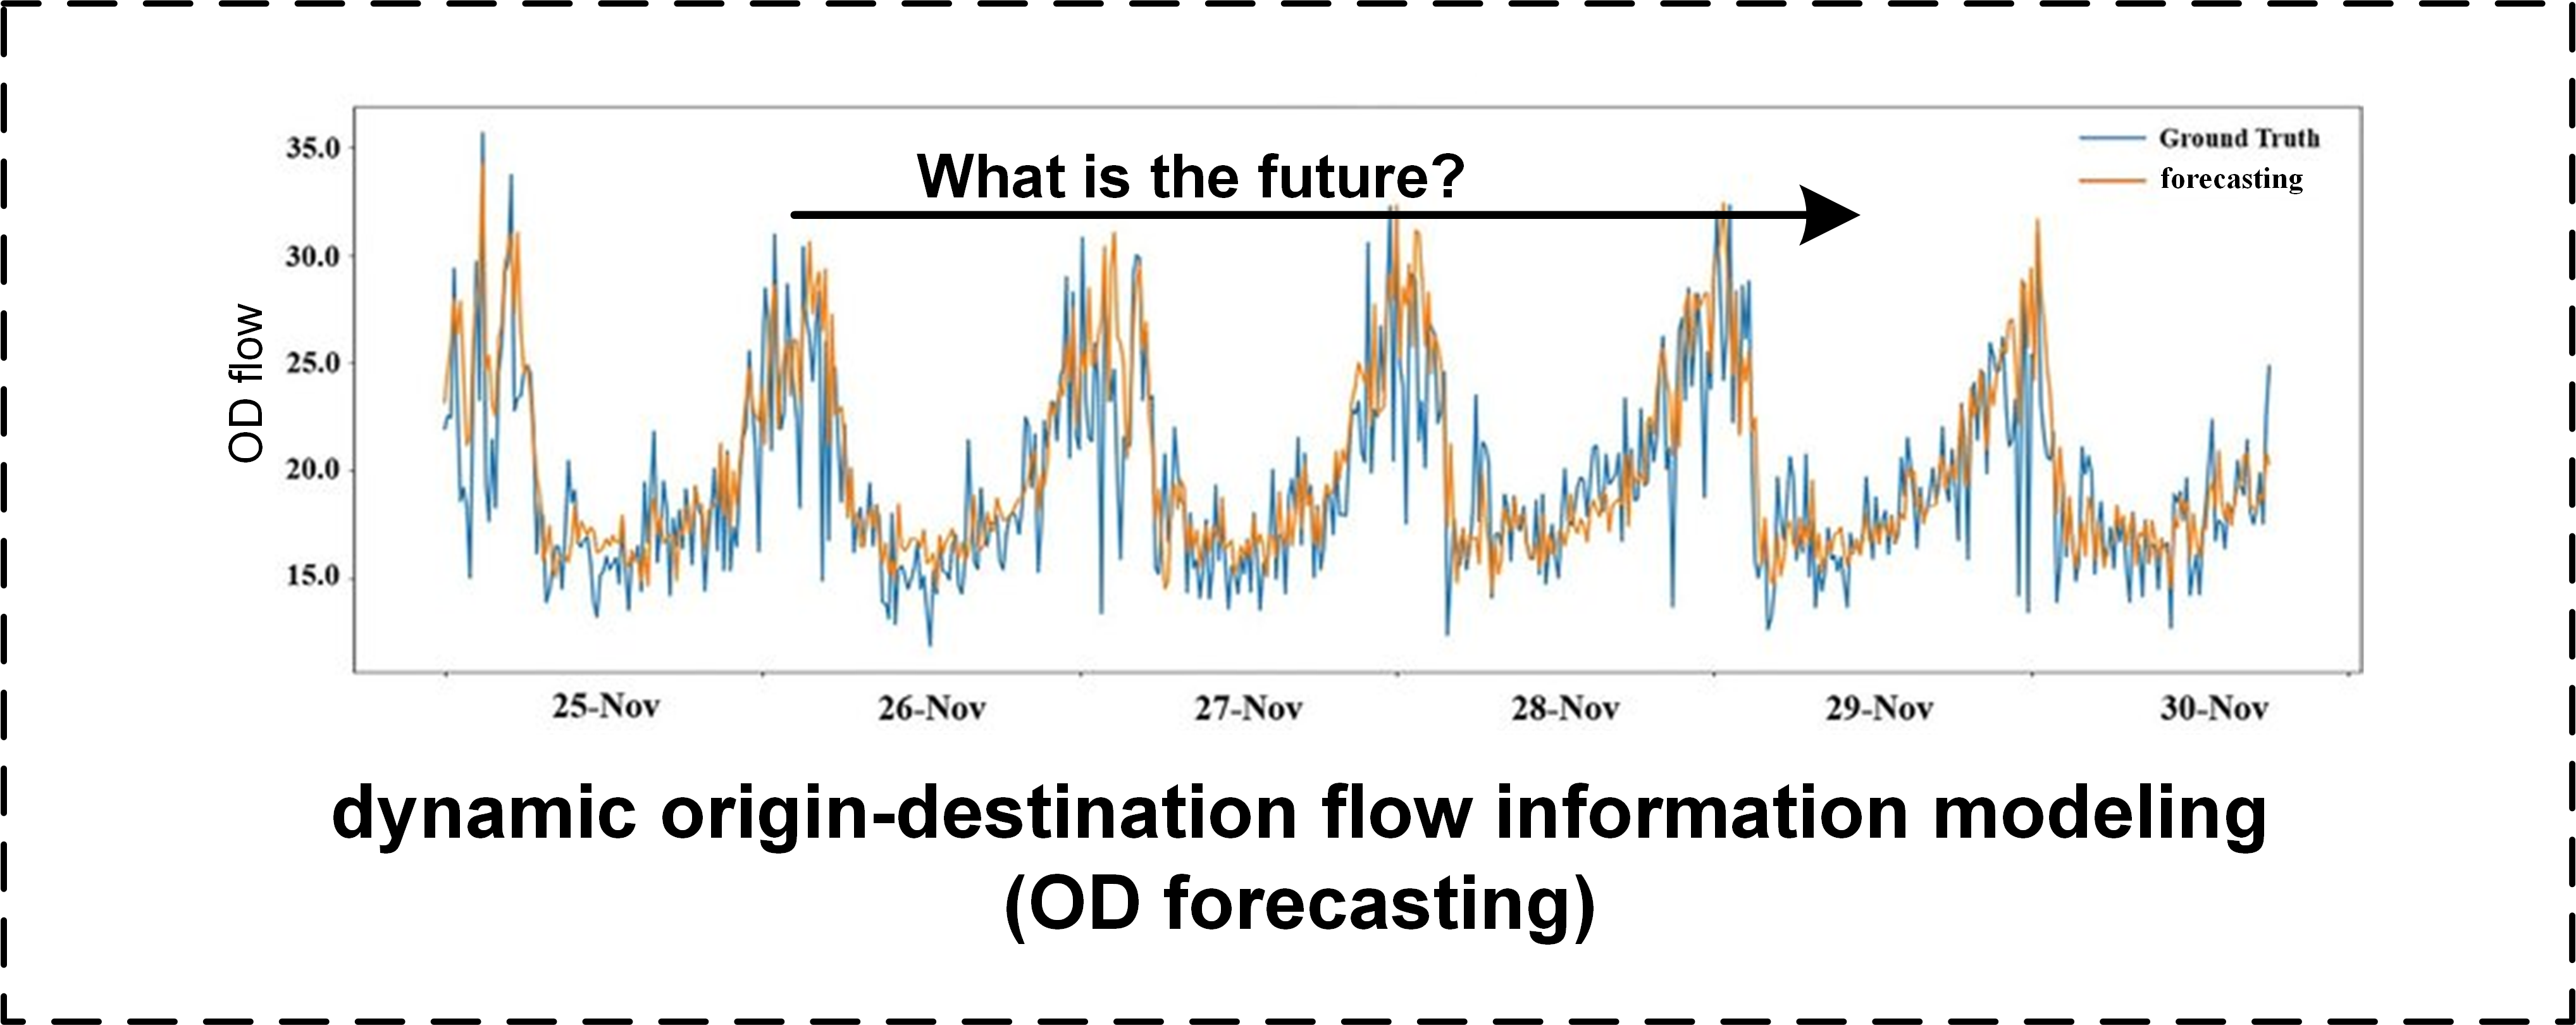 35.0
30.0
25.0
20.0
15.0
OD flow
What is the future?
Ground Truth
forecasting
25-Nov
26-Nov
27-Nov
28-Nov
29-Nov
30-Nov
dynamic origin-destination flow information modeling
(OD forecasting)